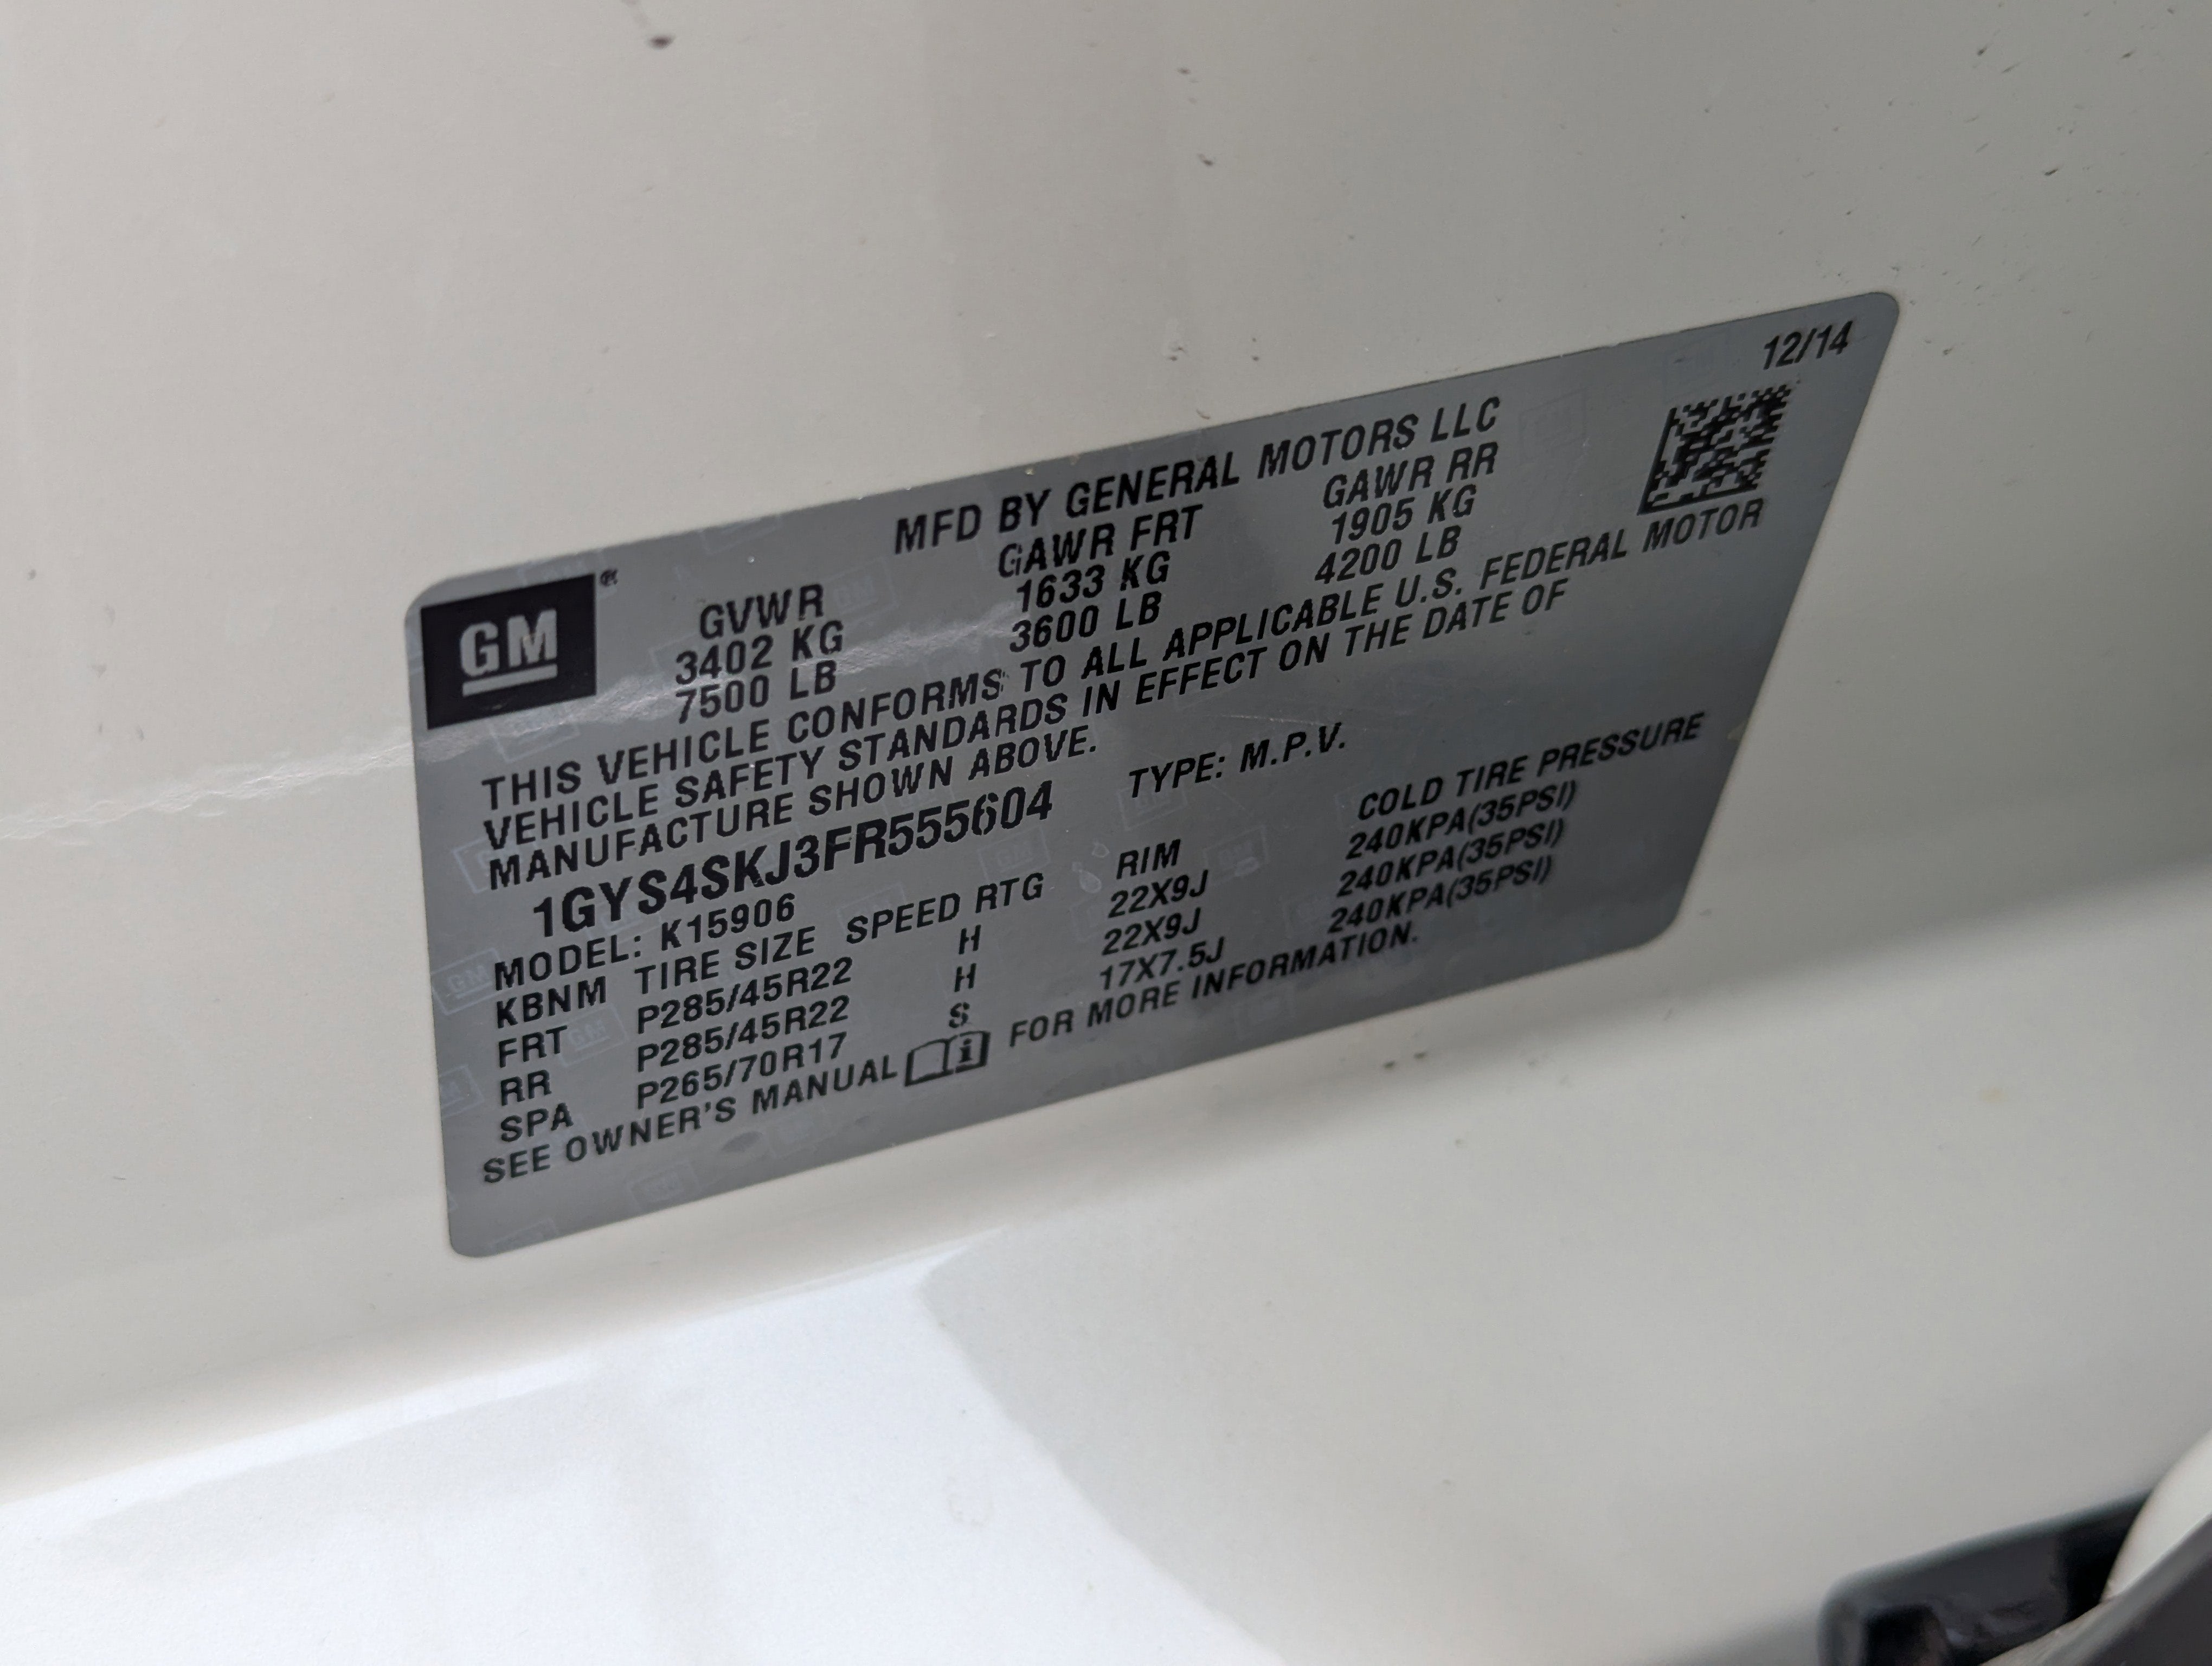 12/14
MFD BY GENERAL MOTORS LLC
GM®
GVWR GAWR FRT GAWR RR
3402 KG 1633 KG 1905 KG
7500 LB 3600 LB 4200 LB
THIS VEHICLE CONFORMS TO ALL APPLICABLE U.S. FEDERAL MOTOR
VEHICLE SAFETY STANDARDS IN EFFECT ON THE DATE OF
MANUFACTURE SHOWN ABOVE.
1GYS4SKJ3FR555604 TYPE: M.P.V.
MODEL: K15906
KBNM TIRE SIZE SPEED RTG RIM COLD TIRE PRESSURE
FRT P285/45R22 H 22X9J 240KPA(35PSI)
RR P285/45R22 H 22X9J 240KPA(35PSI)
SPA P265/70R17 S 17X7.5J 240KPA(35PSI)
SEE OWNER'S MANUAL FOR MORE INFORMATION.